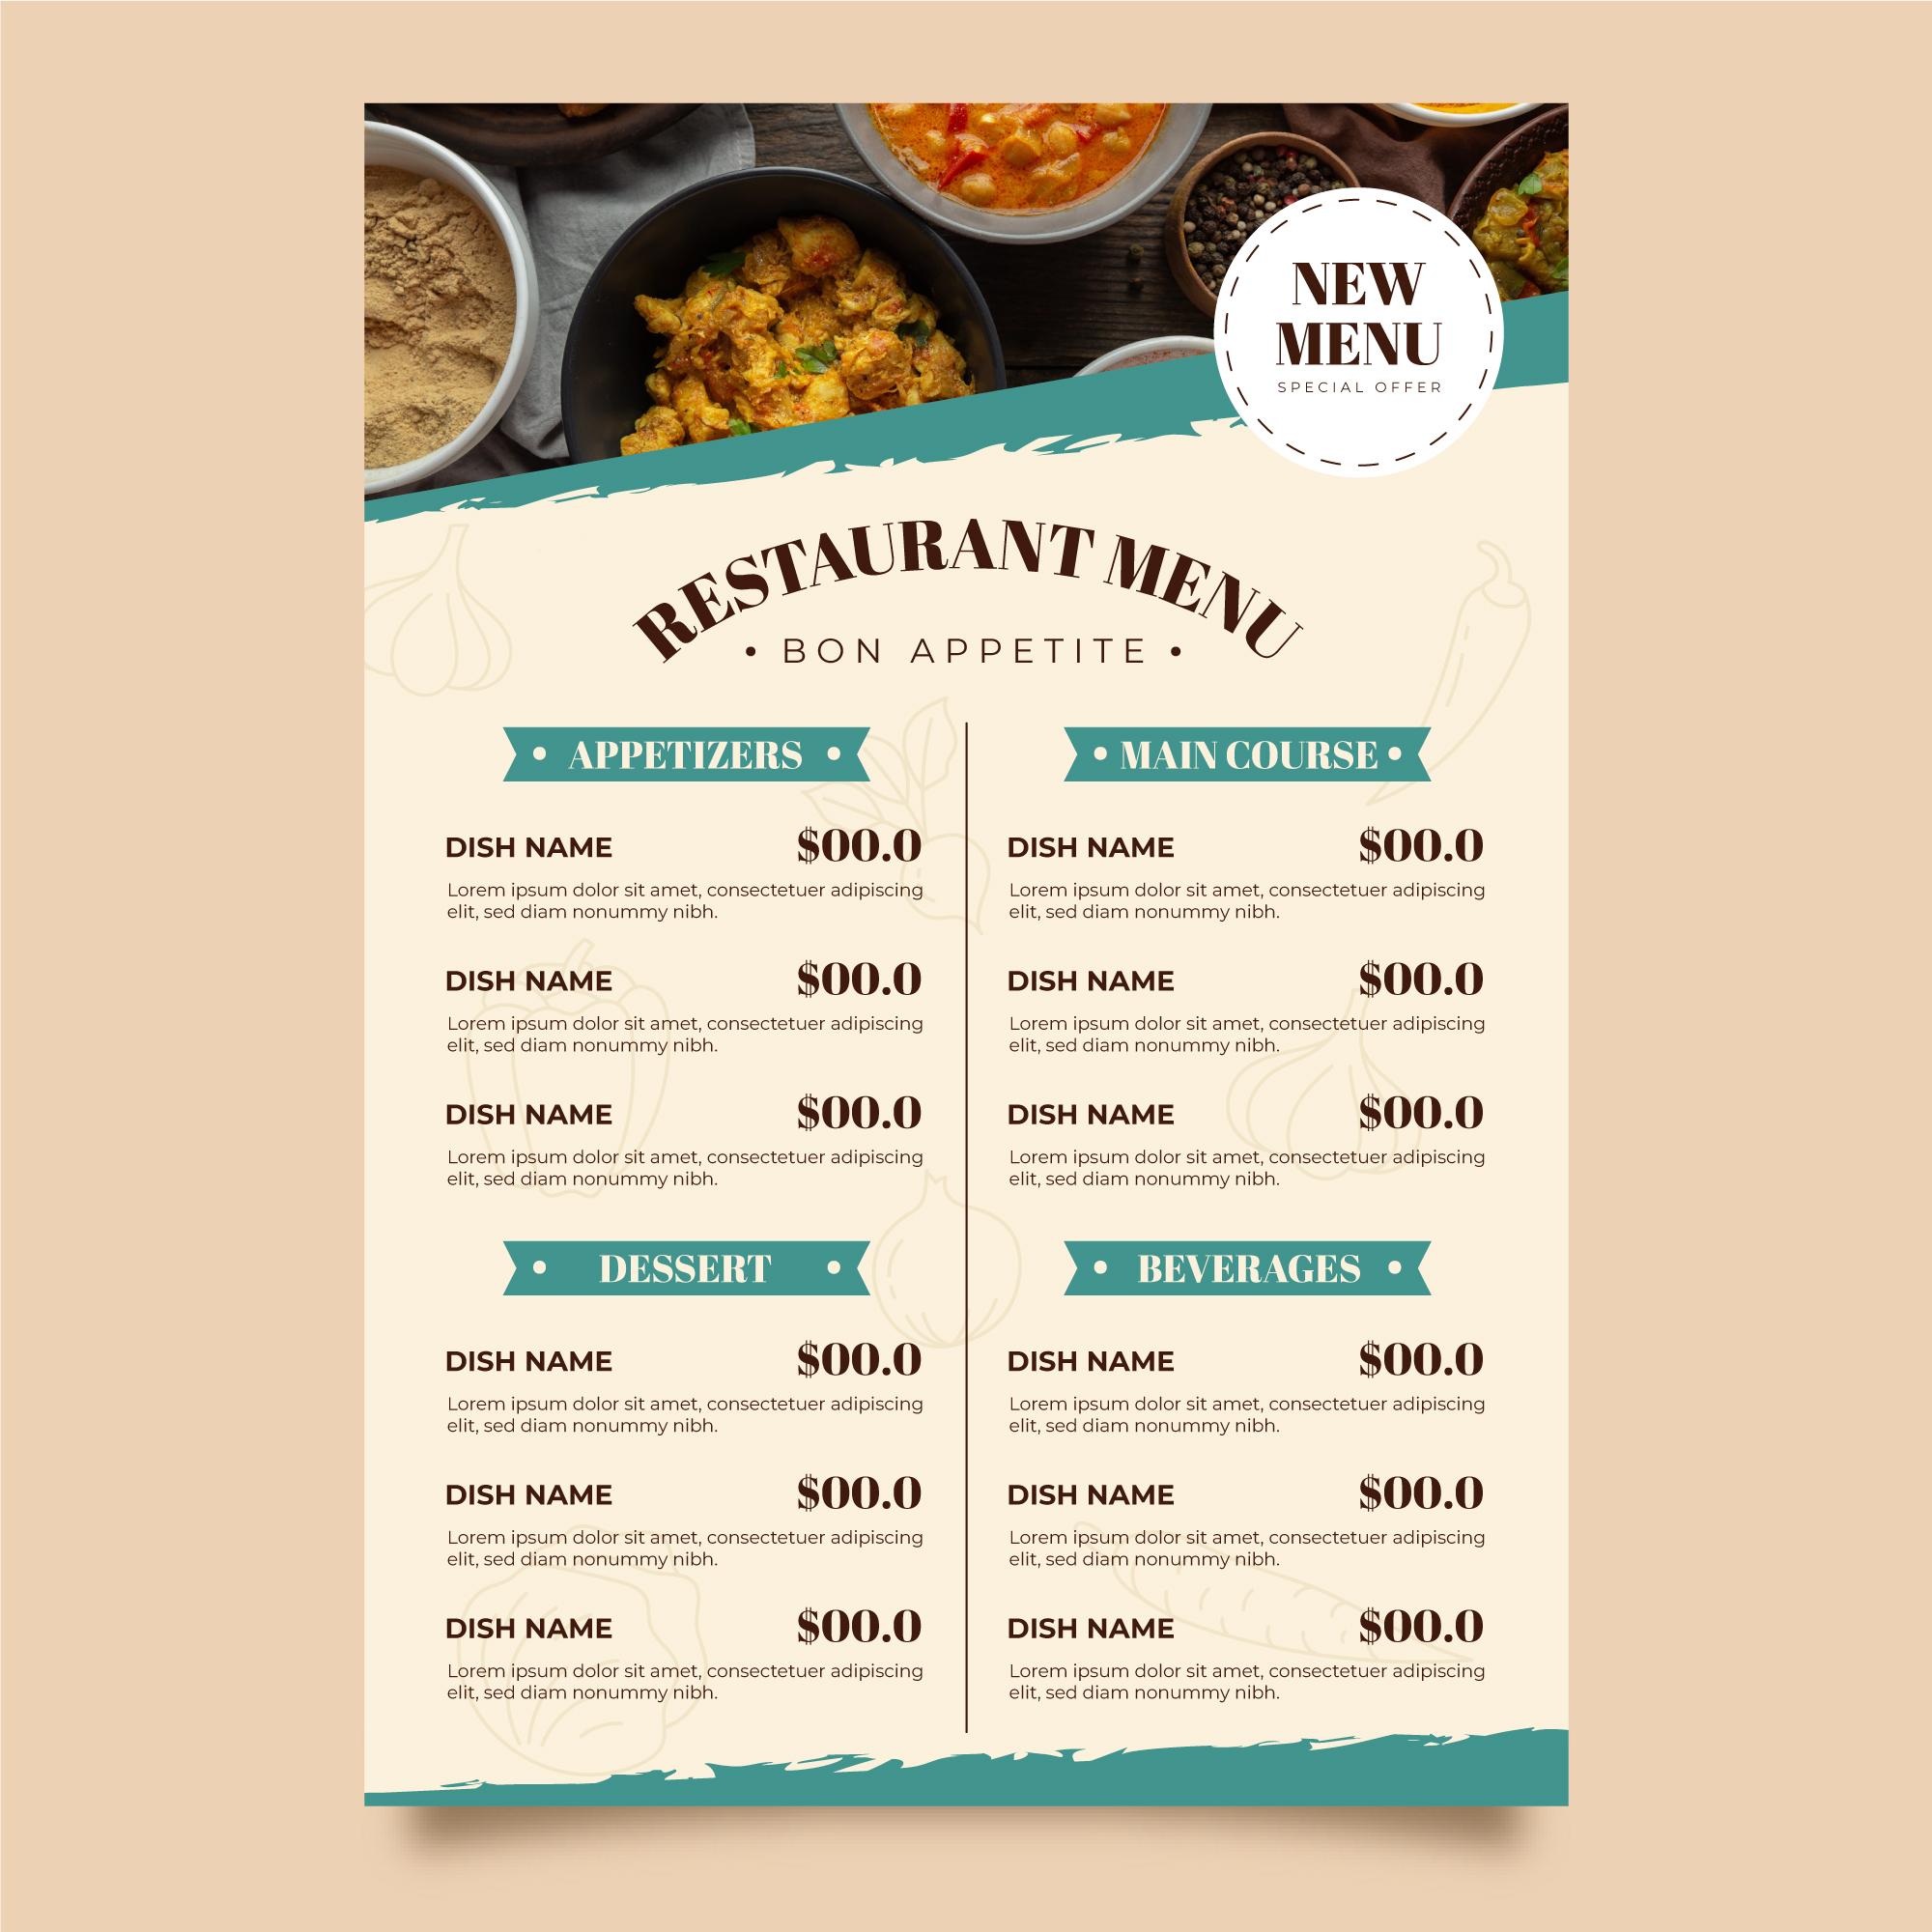 NEW
MENU
SPECIAL OFFER
RESTAURANT MENU
• BON APPETITE •
• APPETIZERS •
DISH NAME $00.0
Lorem ipsum dolor sit amet, consectetuer adipiscing
elit, sed diam nonummy nibh.
DISH NAME $00.0
Lorem ipsum dolor sit amet, consectetuer adipiscing
elit, sed diam nonummy nibh.
DISH NAME $00.0
Lorem ipsum dolor sit amet, consectetuer adipiscing
elit, sed diam nonummy nibh.
• DESSERT •
DISH NAME $00.0
Lorem ipsum dolor sit amet, consectetuer adipiscing
elit, sed diam nonummy nibh.
DISH NAME $00.0
Lorem ipsum dolor sit amet, consectetuer adipiscing
elit, sed diam nonummy nibh.
DISH NAME $00.0
Lorem ipsum dolor sit amet, consectetuer adipiscing
elit, sed diam nonummy nibh.
• MAIN COURSE •
DISH NAME $00.0
Lorem ipsum dolor sit amet, consectetuer adipiscing
elit, sed diam nonummy nibh.
DISH NAME $00.0
Lorem ipsum dolor sit amet, consectetuer adipiscing
elit, sed diam nonummy nibh.
DISH NAME $00.0
Lorem ipsum dolor sit amet, consectetuer adipiscing
elit, sed diam nonummy nibh.
• BEVERAGES •
DISH NAME $00.0
Lorem ipsum dolor sit amet, consectetuer adipiscing
elit, sed diam nonummy nibh.
DISH NAME $00.0
Lorem ipsum dolor sit amet, consectetuer adipiscing
elit, sed diam nonummy nibh.
DISH NAME $00.0
Lorem ipsum dolor sit amet, consectetuer adipiscing
elit, sed diam nonummy nibh.